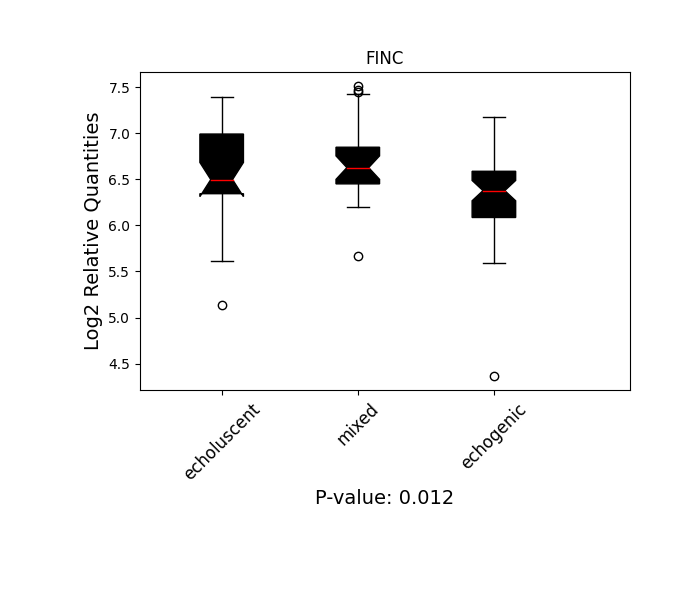 FINC
Log2 Relative Quantities
7.5
7.0
6.5
6.0
5.5
5.0
4.5
echoluscent
mixed
echogenic
P-value: 0.012